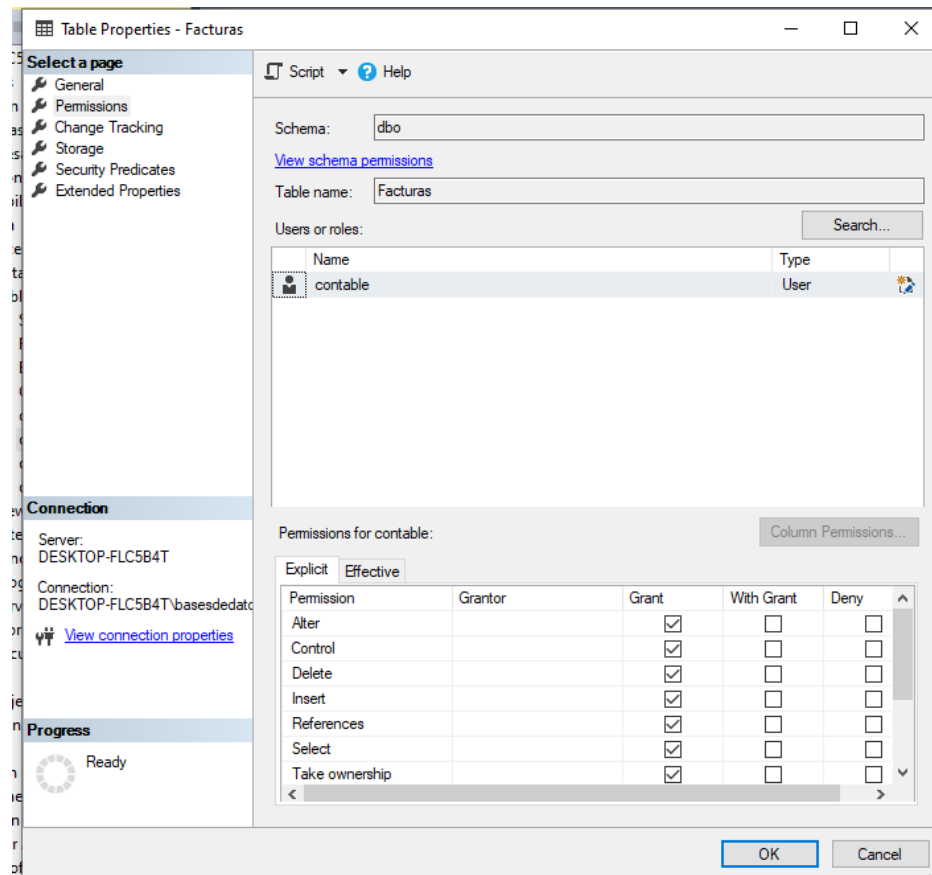 Table Properties - Facturas
Select a page
General
Permissions
Change Tracking
Storage
Security Predicates
Extended Properties
Script
Help
Schema: dbo
View schema permissions
Table name: Facturas
Users or roles: Search...
Name Type
contable User
Connection
Server:
DESKTOP-FLC5B4T
Connection:
DESKTOP-FLC5B4T\basesdedato
View connection properties
Progress
Ready
Permissions for contable: Column Permissions...
Explicit Effective
Permission Grantor Grant With Grant Deny
Alter
Control
Delete
Insert
References
Select
Take ownership
OK Cancel